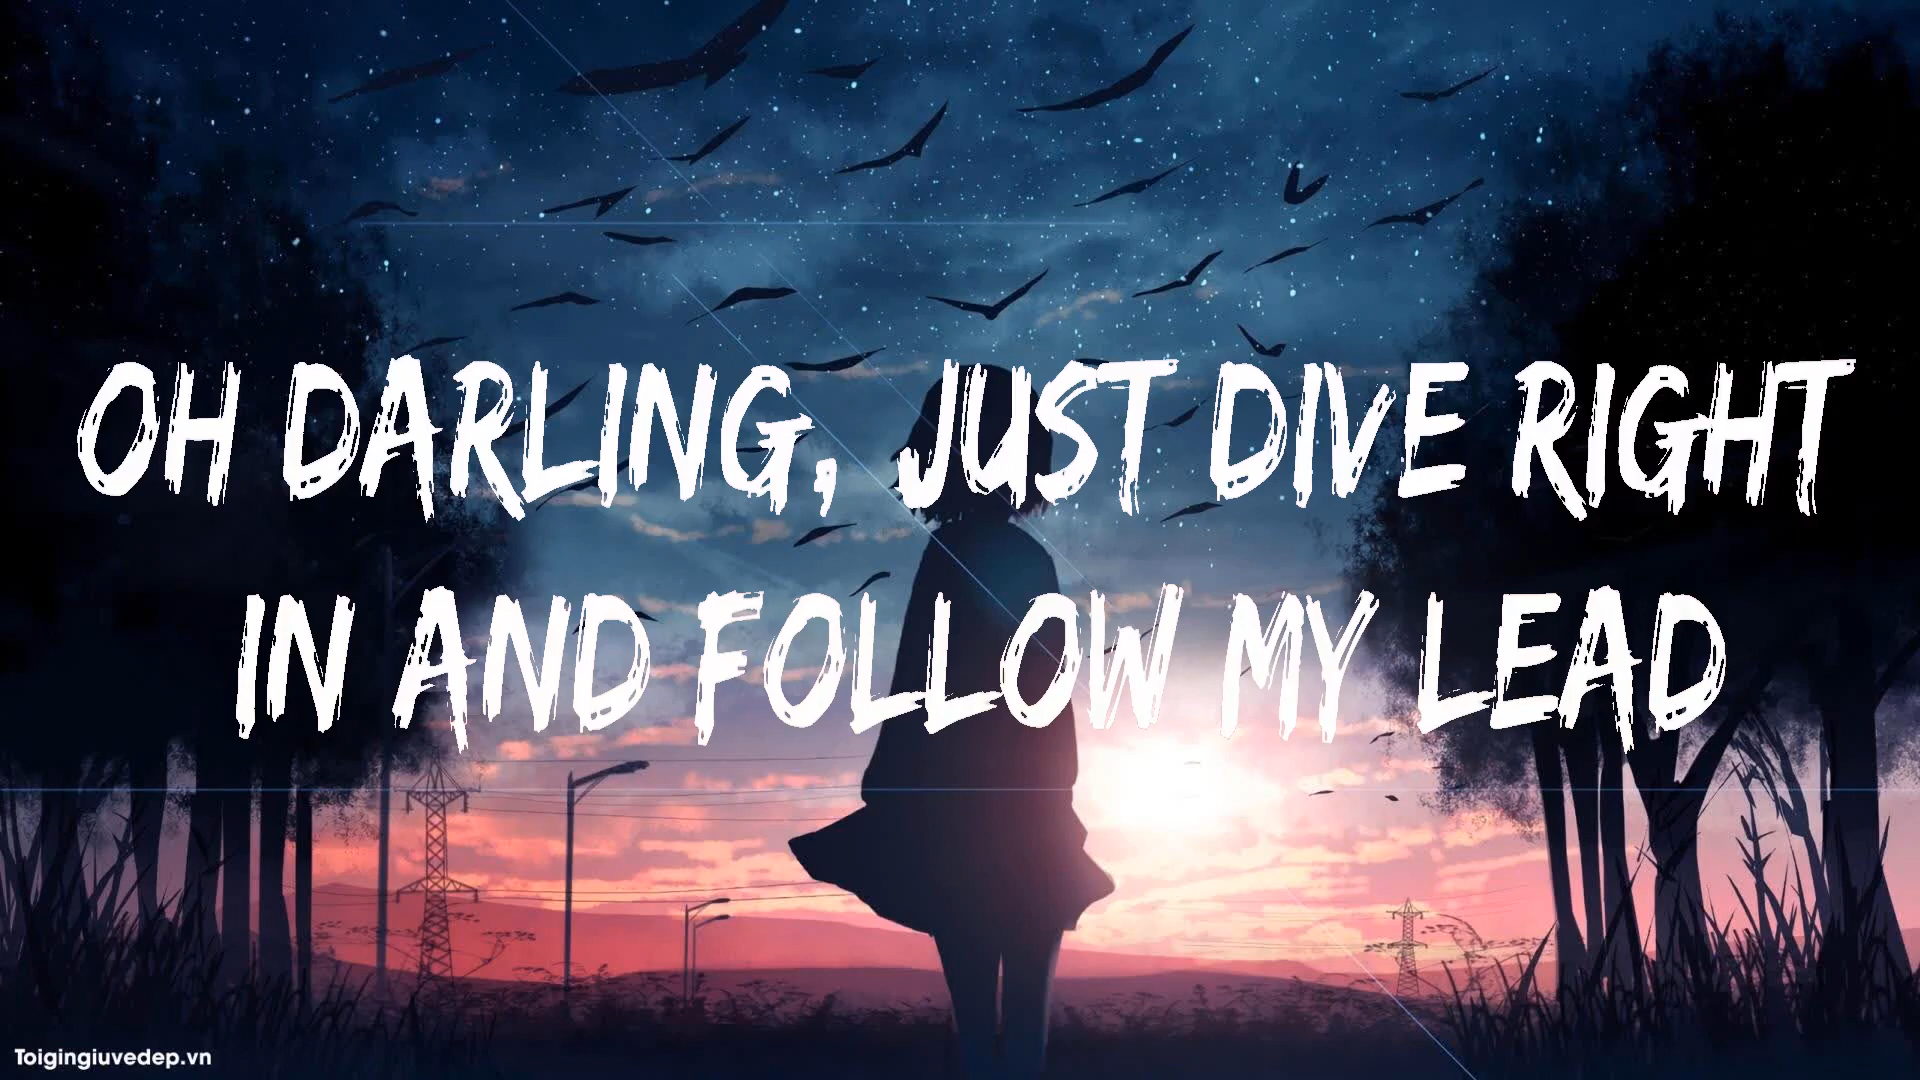 OH DARLING, JUST DIVE RIGHT
IN AND FOLLOW MY LEAD
Toigingiuvedep.vn